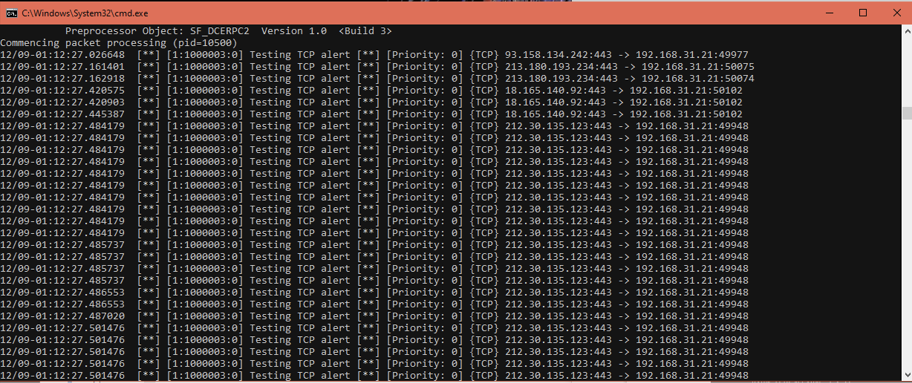 C:\Windows\System32\cmd.exe
Preprocessor Object: SF_DCERPC2  Version 1.0  <Build 3>
Commencing packet processing (pid=10500)
12/09-01:12:27.026648  [**] [1:1000003:0] Testing TCP alert [**] [Priority: 0] {TCP} 93.158.134.242:443 -> 192.168.31.21:49977
12/09-01:12:27.161401  [**] [1:1000003:0] Testing TCP alert [**] [Priority: 0] {TCP} 213.180.193.234:443 -> 192.168.31.21:50075
12/09-01:12:27.162918  [**] [1:1000003:0] Testing TCP alert [**] [Priority: 0] {TCP} 213.180.193.234:443 -> 192.168.31.21:50074
12/09-01:12:27.420575  [**] [1:1000003:0] Testing TCP alert [**] [Priority: 0] {TCP} 18.165.140.92:443 -> 192.168.31.21:50102
12/09-01:12:27.420903  [**] [1:1000003:0] Testing TCP alert [**] [Priority: 0] {TCP} 18.165.140.92:443 -> 192.168.31.21:50102
12/09-01:12:27.445387  [**] [1:1000003:0] Testing TCP alert [**] [Priority: 0] {TCP} 18.165.140.92:443 -> 192.168.31.21:50102
12/09-01:12:27.484179  [**] [1:1000003:0] Testing TCP alert [**] [Priority: 0] {TCP} 212.30.135.123:443 -> 192.168.31.21:49948
12/09-01:12:27.484179  [**] [1:1000003:0] Testing TCP alert [**] [Priority: 0] {TCP} 212.30.135.123:443 -> 192.168.31.21:49948
12/09-01:12:27.484179  [**] [1:1000003:0] Testing TCP alert [**] [Priority: 0] {TCP} 212.30.135.123:443 -> 192.168.31.21:49948
12/09-01:12:27.484179  [**] [1:1000003:0] Testing TCP alert [**] [Priority: 0] {TCP} 212.30.135.123:443 -> 192.168.31.21:49948
12/09-01:12:27.484179  [**] [1:1000003:0] Testing TCP alert [**] [Priority: 0] {TCP} 212.30.135.123:443 -> 192.168.31.21:49948
12/09-01:12:27.484179  [**] [1:1000003:0] Testing TCP alert [**] [Priority: 0] {TCP} 212.30.135.123:443 -> 192.168.31.21:49948
12/09-01:12:27.484179  [**] [1:1000003:0] Testing TCP alert [**] [Priority: 0] {TCP} 212.30.135.123:443 -> 192.168.31.21:49948
12/09-01:12:27.484179  [**] [1:1000003:0] Testing TCP alert [**] [Priority: 0] {TCP} 212.30.135.123:443 -> 192.168.31.21:49948
12/09-01:12:27.484179  [**] [1:1000003:0] Testing TCP alert [**] [Priority: 0] {TCP} 212.30.135.123:443 -> 192.168.31.21:49948
12/09-01:12:27.484179  [**] [1:1000003:0] Testing TCP alert [**] [Priority: 0] {TCP} 212.30.135.123:443 -> 192.168.31.21:49948
12/09-01:12:27.485737  [**] [1:1000003:0] Testing TCP alert [**] [Priority: 0] {TCP} 212.30.135.123:443 -> 192.168.31.21:49948
12/09-01:12:27.485737  [**] [1:1000003:0] Testing TCP alert [**] [Priority: 0] {TCP} 212.30.135.123:443 -> 192.168.31.21:49948
12/09-01:12:27.485737  [**] [1:1000003:0] Testing TCP alert [**] [Priority: 0] {TCP} 212.30.135.123:443 -> 192.168.31.21:49948
12/09-01:12:27.485737  [**] [1:1000003:0] Testing TCP alert [**] [Priority: 0] {TCP} 212.30.135.123:443 -> 192.168.31.21:49948
12/09-01:12:27.486553  [**] [1:1000003:0] Testing TCP alert [**] [Priority: 0] {TCP} 212.30.135.123:443 -> 192.168.31.21:49948
12/09-01:12:27.486553  [**] [1:1000003:0] Testing TCP alert [**] [Priority: 0] {TCP} 212.30.135.123:443 -> 192.168.31.21:49948
12/09-01:12:27.487020  [**] [1:1000003:0] Testing TCP alert [**] [Priority: 0] {TCP} 212.30.135.123:443 -> 192.168.31.21:49948
12/09-01:12:27.501476  [**] [1:1000003:0] Testing TCP alert [**] [Priority: 0] {TCP} 212.30.135.123:443 -> 192.168.31.21:49948
12/09-01:12:27.501476  [**] [1:1000003:0] Testing TCP alert [**] [Priority: 0] {TCP} 212.30.135.123:443 -> 192.168.31.21:49948
12/09-01:12:27.501476  [**] [1:1000003:0] Testing TCP alert [**] [Priority: 0] {TCP} 212.30.135.123:443 -> 192.168.31.21:49948
12/09-01:12:27.501476  [**] [1:1000003:0] Testing TCP alert [**] [Priority: 0] {TCP} 212.30.135.123:443 -> 192.168.31.21:49948
12/09-01:12:27.501476  [**] [1:1000003:0] Testing TCP alert [**] [Priority: 0] {TCP} 212.30.135.123:443 -> 192.168.31.21:49948